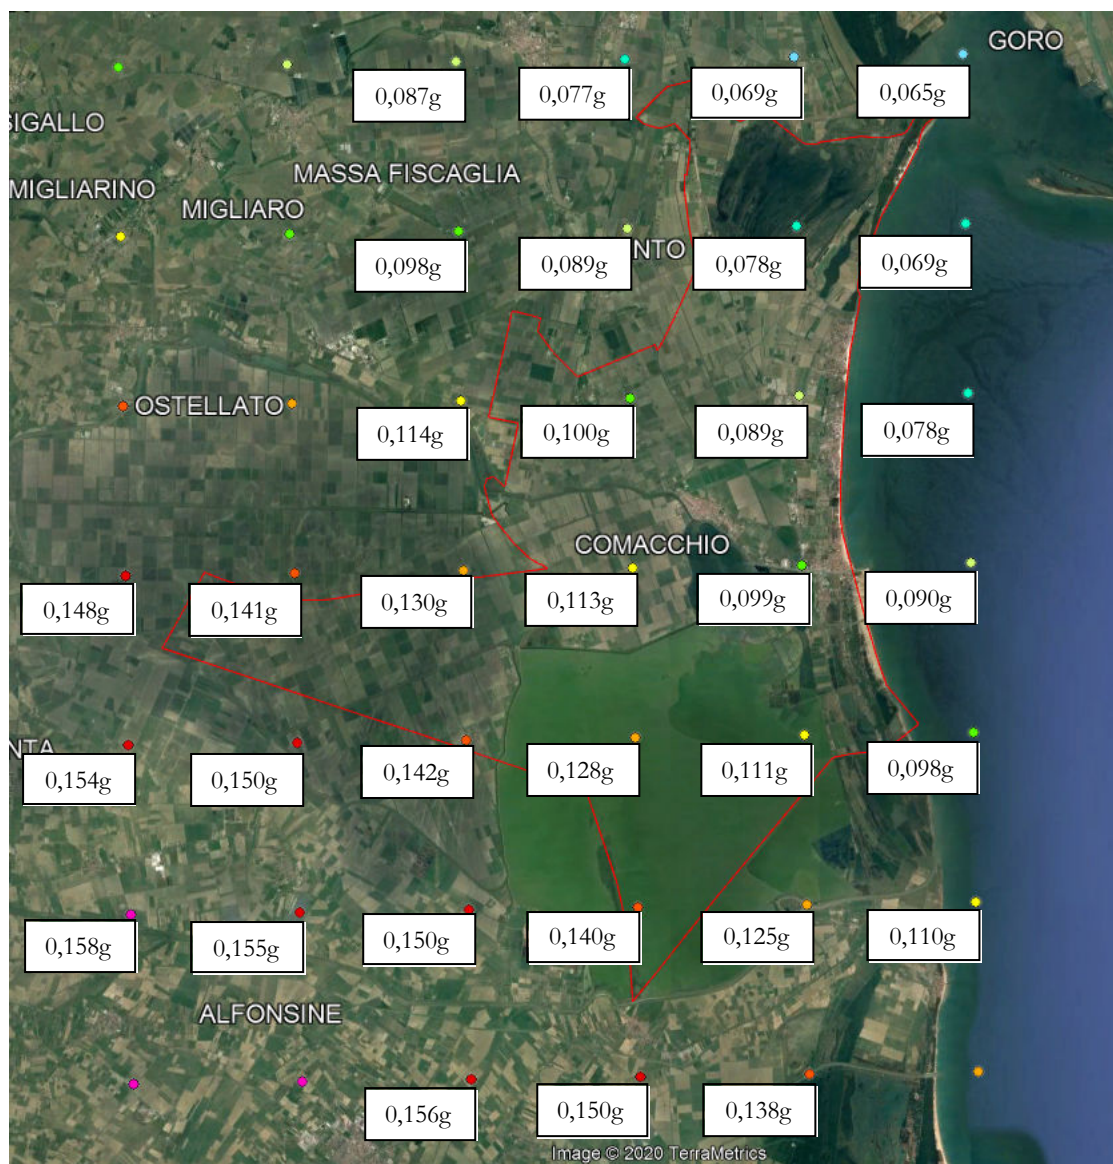 GORO
0,087g 0,077g 0,069g 0,065g
SIGALLO
MASSA FISCAGLIA
MIGLIARINO
MIGLIARO
0,098g 0,089g NTO 0,078g 0,069g
OSTELLATO
0,114g 0,100g 0,089g 0,078g
COMACCHIO
0,148g 0,141g 0,130g 0,113g 0,099g 0,090g
NTA
0,154g 0,150g 0,142g 0,128g 0,111g 0,098g
0,158g 0,155g 0,150g 0,140g 0,125g 0,110g
ALFONSINE
0,156g 0,150g 0,138g
Image © 2020 TerraMetrics